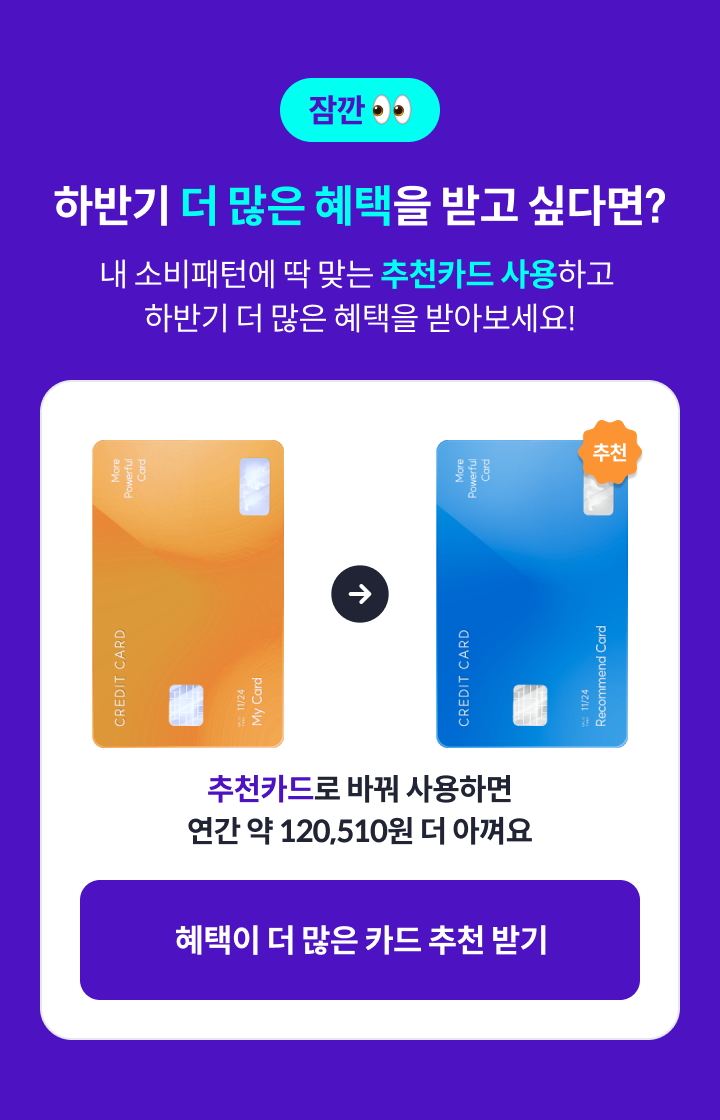 잠깐 👀
하반기 더 많은 혜택을 받고 싶다면?
내 소비패턴에 딱 맞는 추천카드 사용하고
하반기 더 많은 혜택을 받아보세요!
More
Powerful
Card
CREDIT CARD
11/24
My Card
추천
More
Powerful
Card
CREDIT CARD
11/24
Recommend Card
추천카드로 바꿔 사용하면
연간 약 120,510원 더 아껴요
혜택이 더 많은 카드 추천 받기